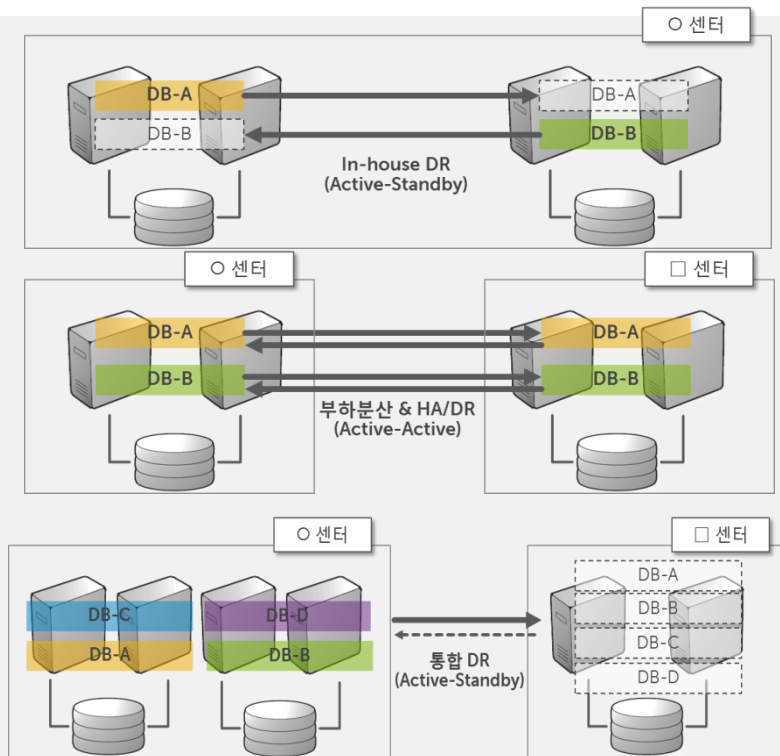 ○ 센터
DB-A
DB-B
DB-A
DB-B
In-house DR
(Active-Standby)
○ 센터
□ 센터
DB-A
DB-B
DB-A
DB-B
부하분산 & HA/DR
(Active-Active)
○ 센터
□ 센터
DB-C
DB-A
DB-D
DB-B
통합 DR
(Active-Standby)
DB-A
DB-B
DB-C
DB-D